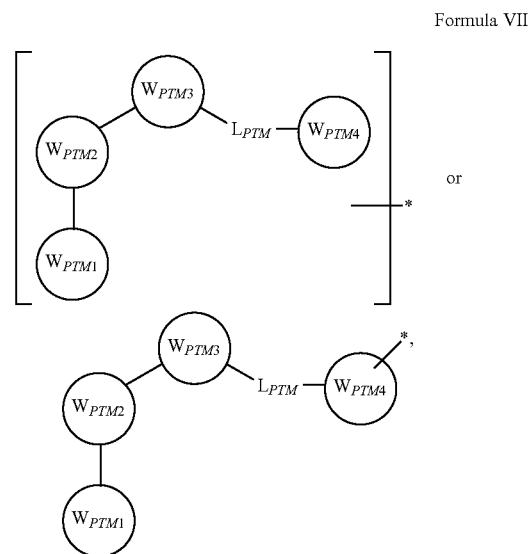 Formula VII
W_PTM3
L_PTM
W_PTM4
W_PTM2
or
*
W_PTM1
W_PTM3
*,
L_PTM
W_PTM4
W_PTM2
W_PTM1